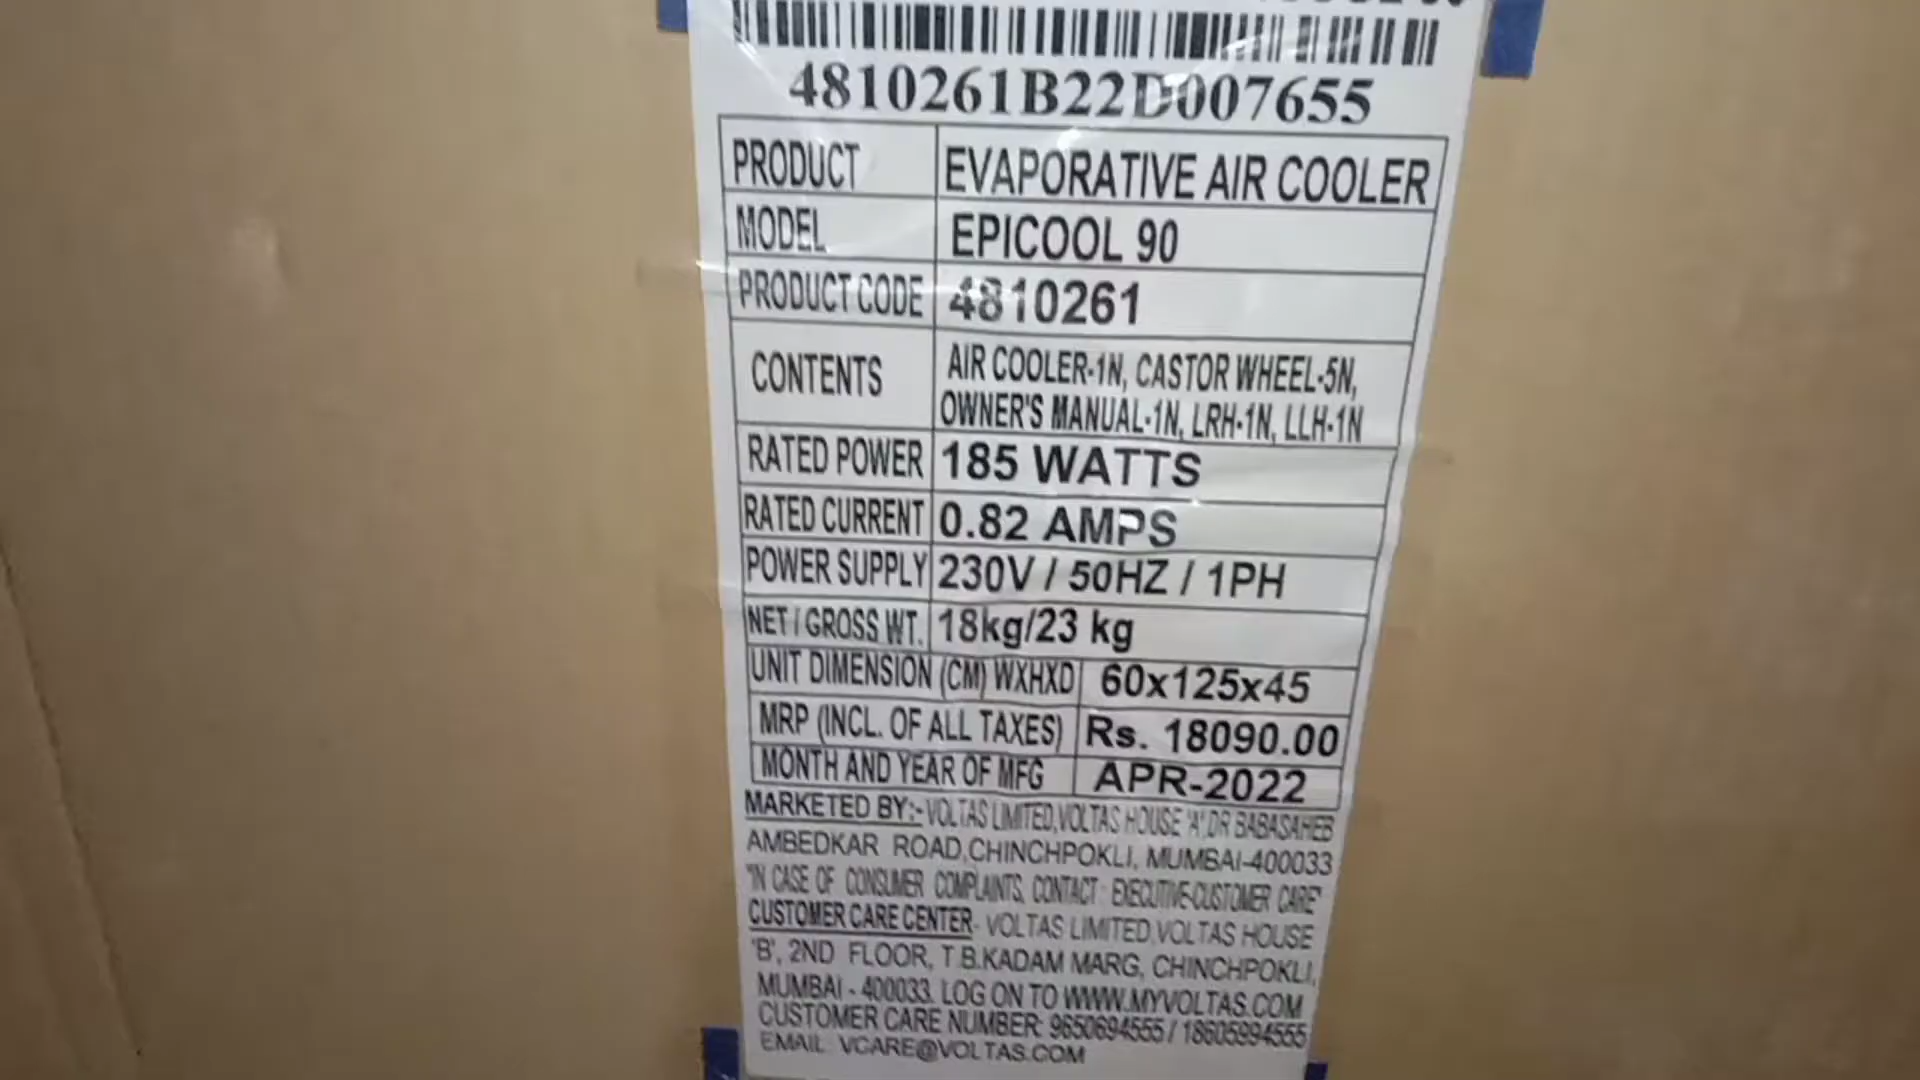 4810261B22D007655
PRODUCT EVAPORATIVE AIR COOLER
MODEL EPICOOL 90
PRODUCT CODE 4810261
CONTENTS AIR COOLER-1N, CASTOR WHEEL-5N,
OWNER'S MANUAL-1N, LRH-1N, LLH-1N
RATED POWER 185 WATTS
RATED CURRENT 0.82 AMPS
POWER SUPPLY 230V / 50HZ / 1PH
NET / GROSS WT. 18kg/23 kg
UNIT DIMENSION (CM) WXHXD 60x125x45
MRP (INCL. OF ALL TAXES) Rs. 18090.00
MONTH AND YEAR OF MFG APR-2022
MARKETED BY:- VOLTAS LIMITED,VOLTAS HOUSE 'A',DR BABASAHEB
AMBEDKAR ROAD,CHINCHPOKLI, MUMBAI-400033
"IN CASE OF CONSUMER COMPLAINTS, CONTACT : EXECUTIVE-CUSTOMER CARE"
CUSTOMER CARE CENTER- VOLTAS LIMITED,VOLTAS HOUSE
'B', 2ND FLOOR, T.B.KADAM MARG, CHINCHPOKLI,
MUMBAI - 400033. LOG ON TO WWW.MYVOLTAS.COM
CUSTOMER CARE NUMBER: 9650694555 / 18605994555
EMAIL: VCARE@VOLTAS.COM